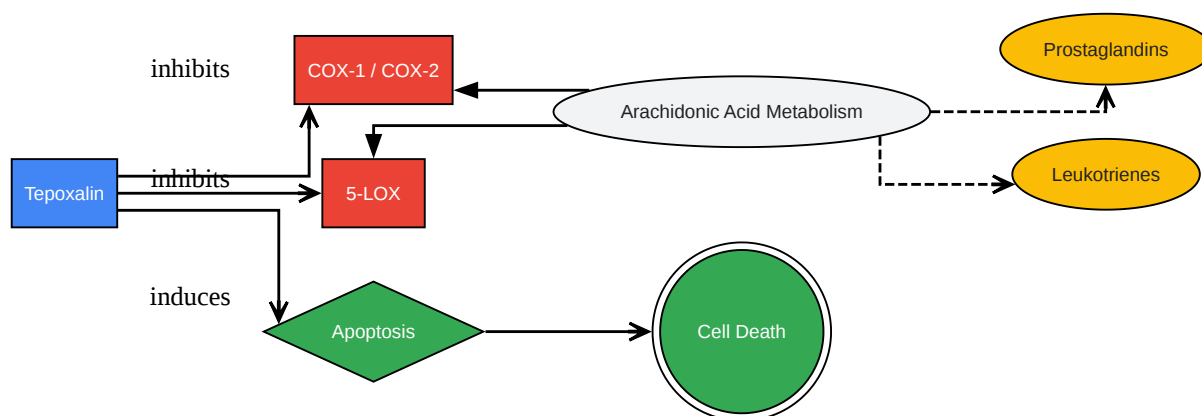 Prostaglandins
inhibits
COX-1 / COX-2
Arachidonic Acid Metabolism
Tepoxalin
inhibits
5-LOX
Leukotrienes
induces
Apoptosis
Cell Death